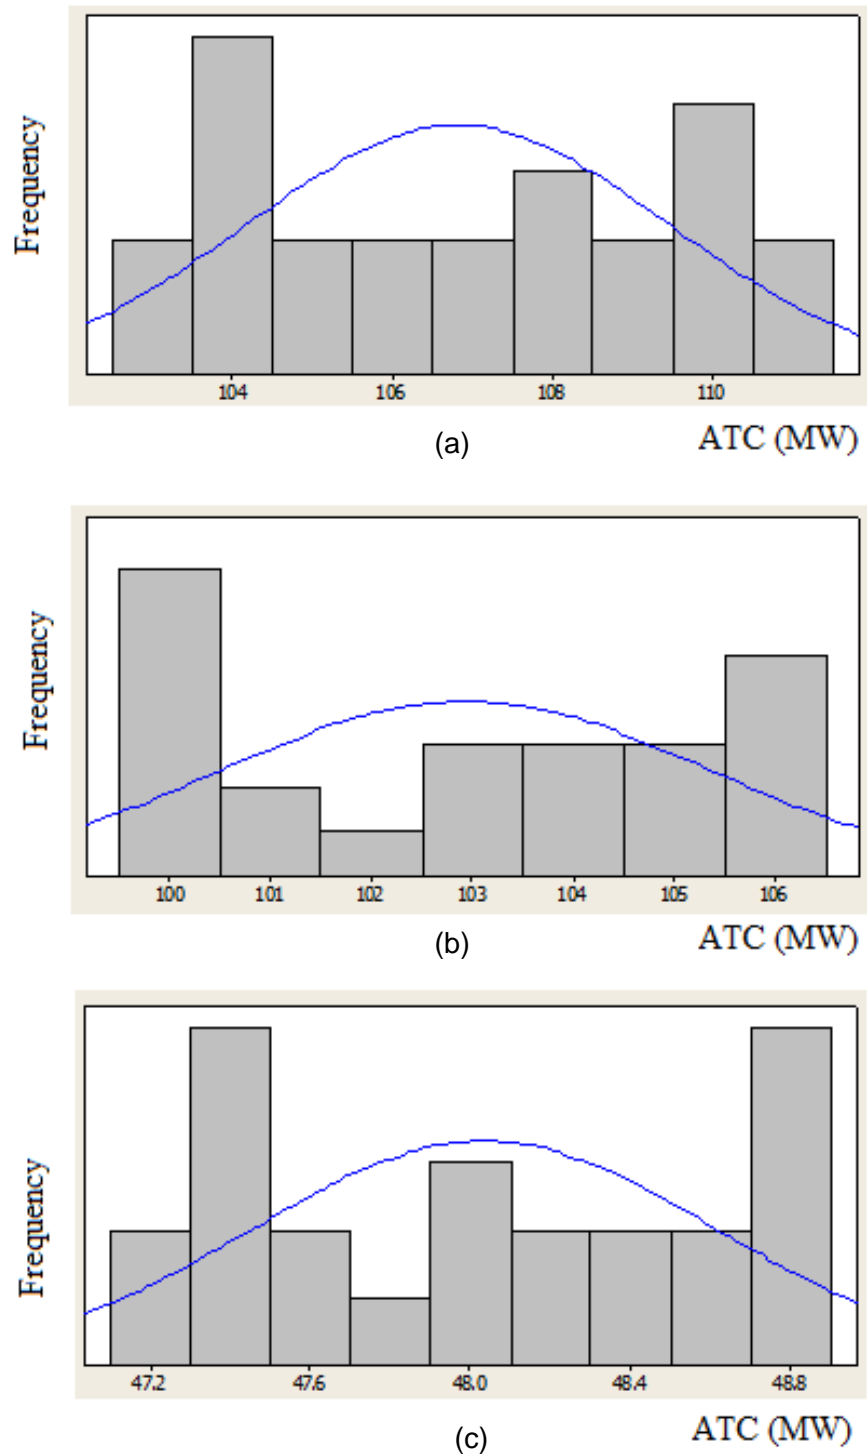 Frequency
104 106 108 110
(a) ATC (MW)
Frequency
100 101 102 103 104 105 106
(b) ATC (MW)
Frequency
47.2 47.6 48.0 48.4 48.8
(c) ATC (MW)